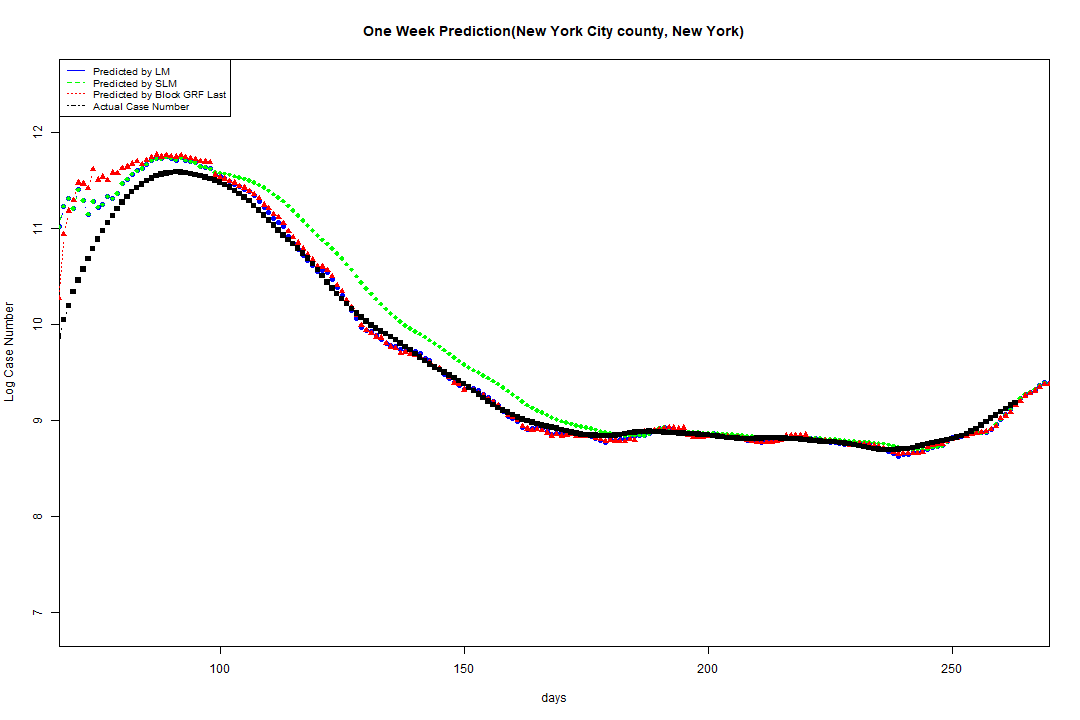 One Week Prediction(New York City county, New York)
Predicted by LM
Predicted by SLM
Predicted by Block GRF Last
Actual Case Number
12
11
10
9
8
7
Log Case Number
100
150
200
250
days